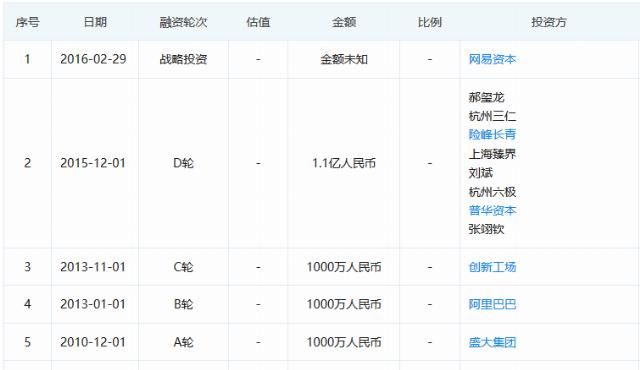 序号 日期 融资轮次 估值 金额 比例 投资方
1 2016-02-29 战略投资 - 金额未知 - 网易资本
郝玺龙
杭州三仁
险峰长青
2 2015-12-01 D轮 - 1.1亿人民币 - 上海臻界
刘斌
杭州六极
普华资本
张翊钦
3 2013-11-01 C轮 - 1000万人民币 - 创新工场
4 2013-01-01 B轮 - 1000万人民币 - 阿里巴巴
5 2010-12-01 A轮 - 1000万人民币 - 盛大集团